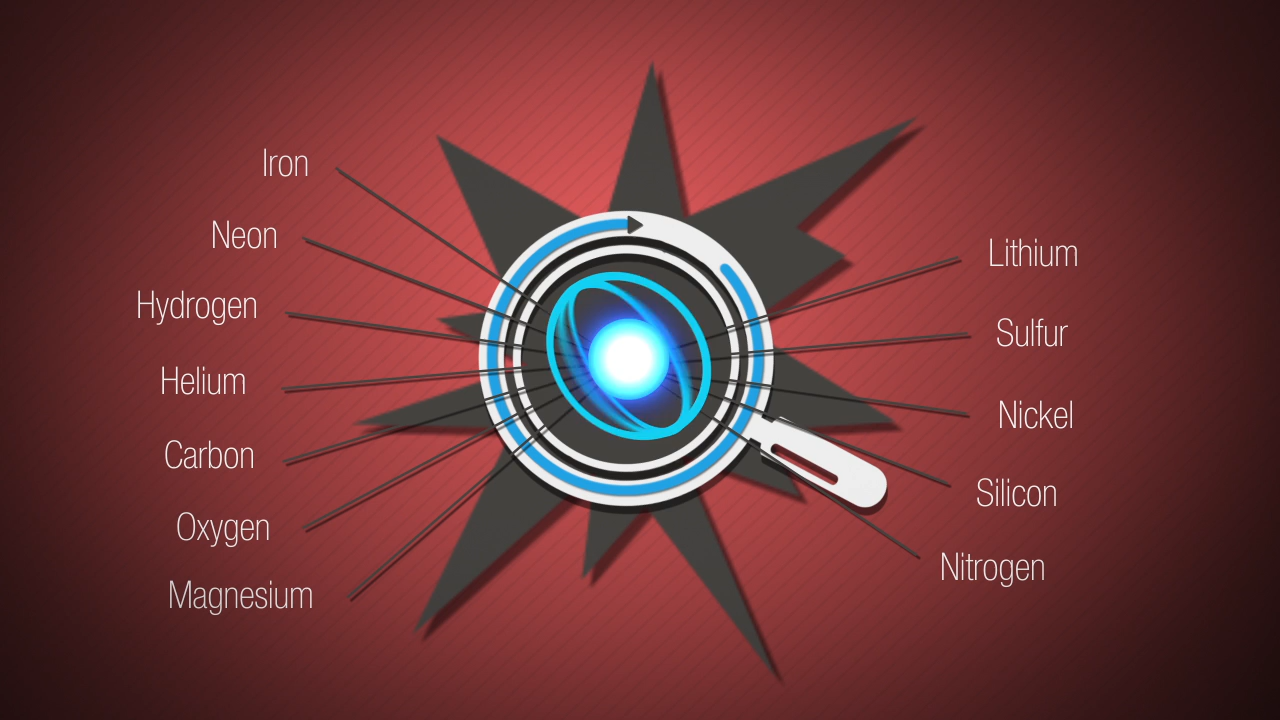 Iron
Neon
Hydrogen
Helium
Carbon
Oxygen
Magnesium
Lithium
Sulfur
Nickel
Silicon
Nitrogen